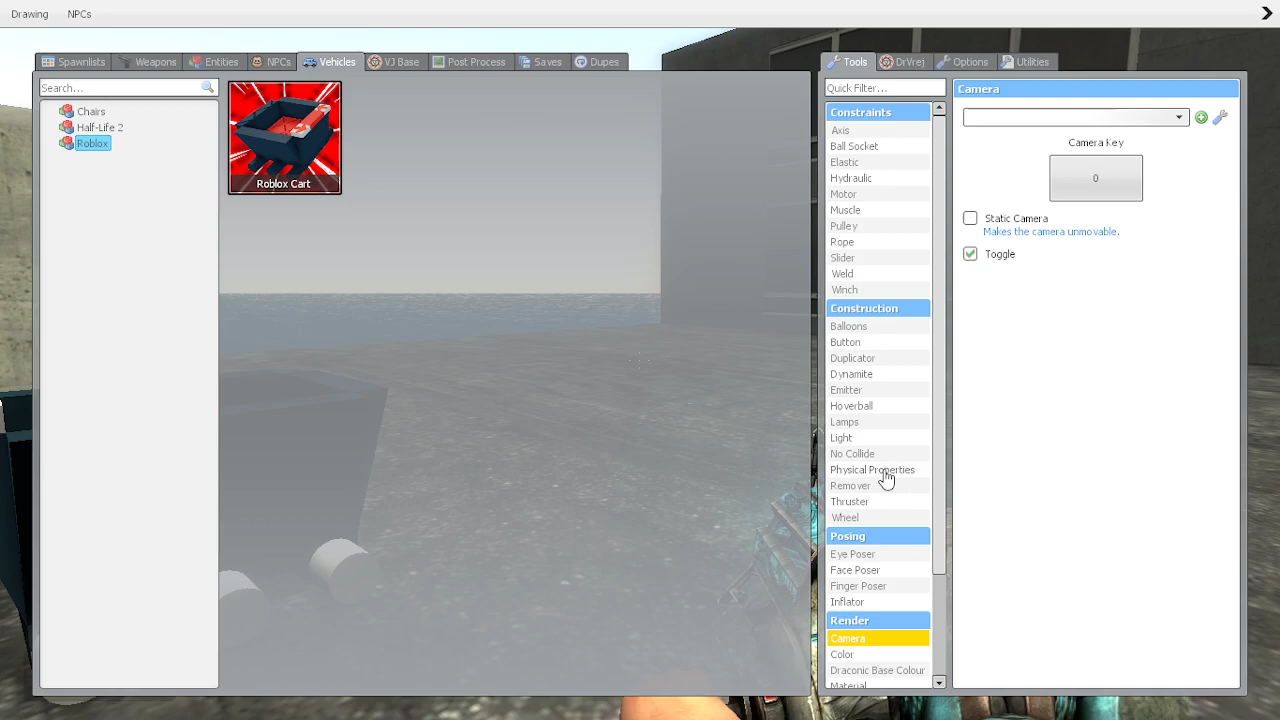 Drawing NPCs
Spawnlists Weapons Entities NPCs Vehicles VJ Base Post Process Saves Dupes
Tools DrVrej Options Utilities
Search...
Chairs
Half-Life 2
Roblox
Roblox Cart
Quick Filter...
Constraints
Axis
Ball Socket
Elastic
Hydraulic
Motor
Muscle
Pulley
Rope
Slider
Weld
Winch
Construction
Balloons
Button
Duplicator
Dynamite
Emitter
Hoverball
Lamps
Light
No Collide
Physical Properties
Remover
Thruster
Wheel
Posing
Eye Poser
Face Poser
Finger Poser
Inflator
Render
Camera
Color
Draconic Base Colour
Material
Camera
Camera Key
0
Static Camera
Makes the camera unmovable.
Toggle